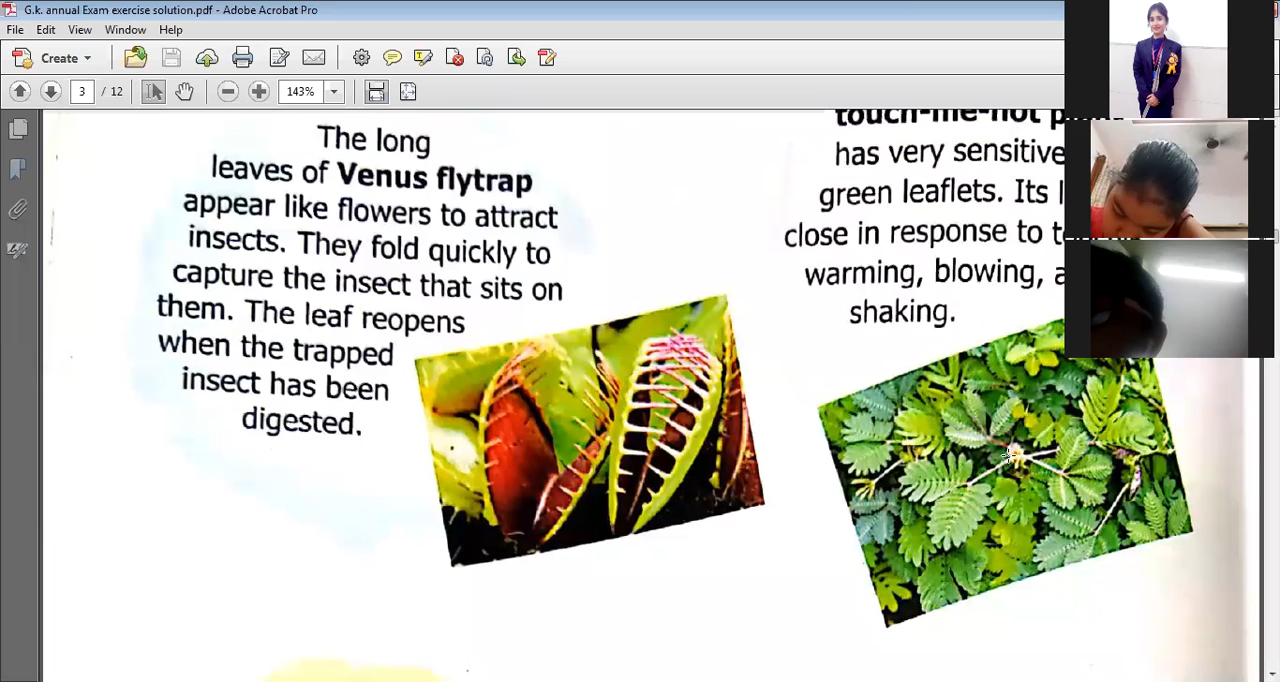 G.k. annual Exam exercise solution.pdf - Adobe Acrobat Pro
File Edit View Window Help
Create
3 / 12 143%
The long
leaves of Venus flytrap
appear like flowers to attract
insects. They fold quickly to
capture the insect that sits on
them. The leaf reopens
when the trapped
insect has been
digested.
touch-me-not
has very sensitive
green leaflets. Its
close in response to
warming, blowing,
shaking.